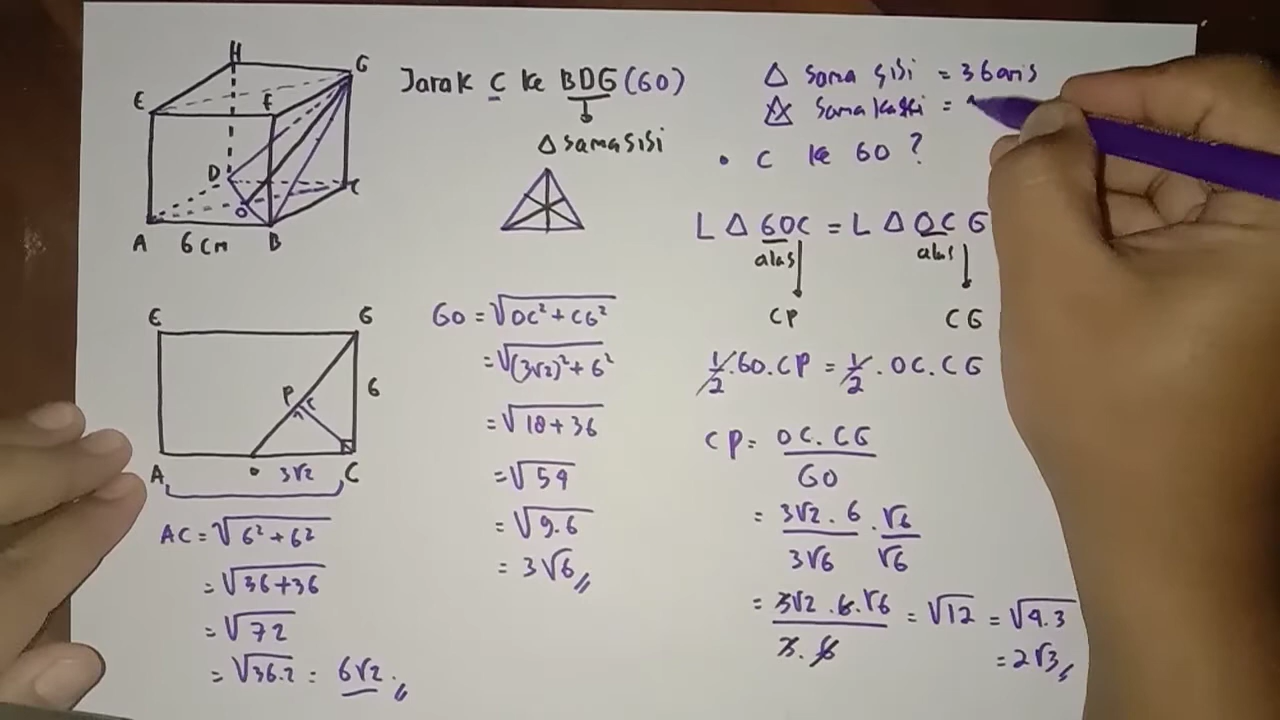 H
G
E
F
D
C
O
A 6 cm B
Jarak C ke BDG (GO)
Δ sama sisi
Δ sama sisi = 3 Garis
Δ sama kaki =
• C ke GO ?
L Δ GOC = L Δ OCG
alas alas
CP CG
½ . GO . CP = ½ . OC . CG
CP = OC . CG / GO
= 3√2 . 6 / 3√6 . √6 / √6
= 3√2 . 6 . √6 / 3 . 6 = √12 = √4.3
= 2√3 //
E G
P 6
A O 3√2 C
AC = √6² + 6²
= √36 + 36
= √72
= √36.2 = 6√2 . //
GO = √OC² + CG²
= √(3√2)² + 6²
= √18 + 36
= √54
= √9.6
= 3√6 //